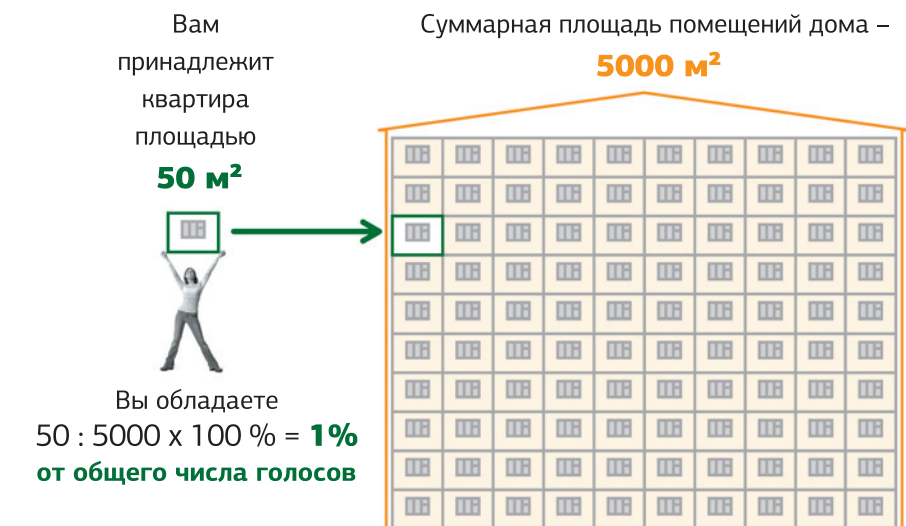 Вам
принадлежит
квартира
площадью
50 м²
Суммарная площадь помещений дома –
5000 м²
Вы обладаете
50 : 5000 х 100 % = 1%
от общего числа голосов